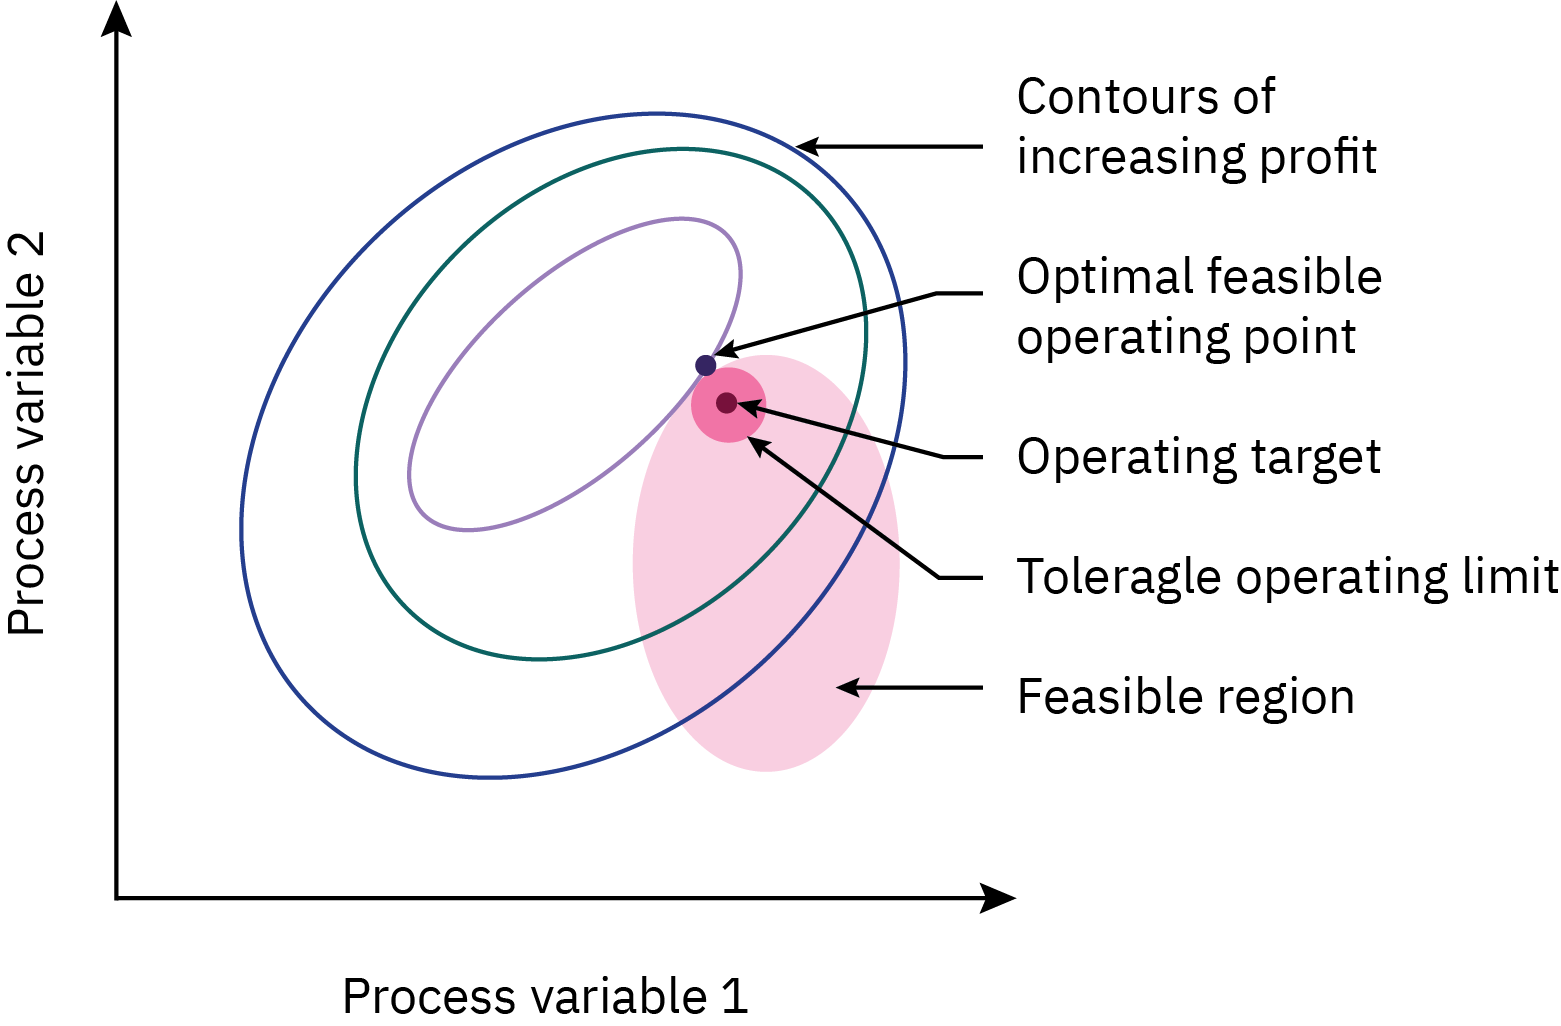 Contours of
increasing profit
Optimal feasible
operating point
Operating target
Toleragle operating limit
Feasible region
Process variable 2
Process variable 1